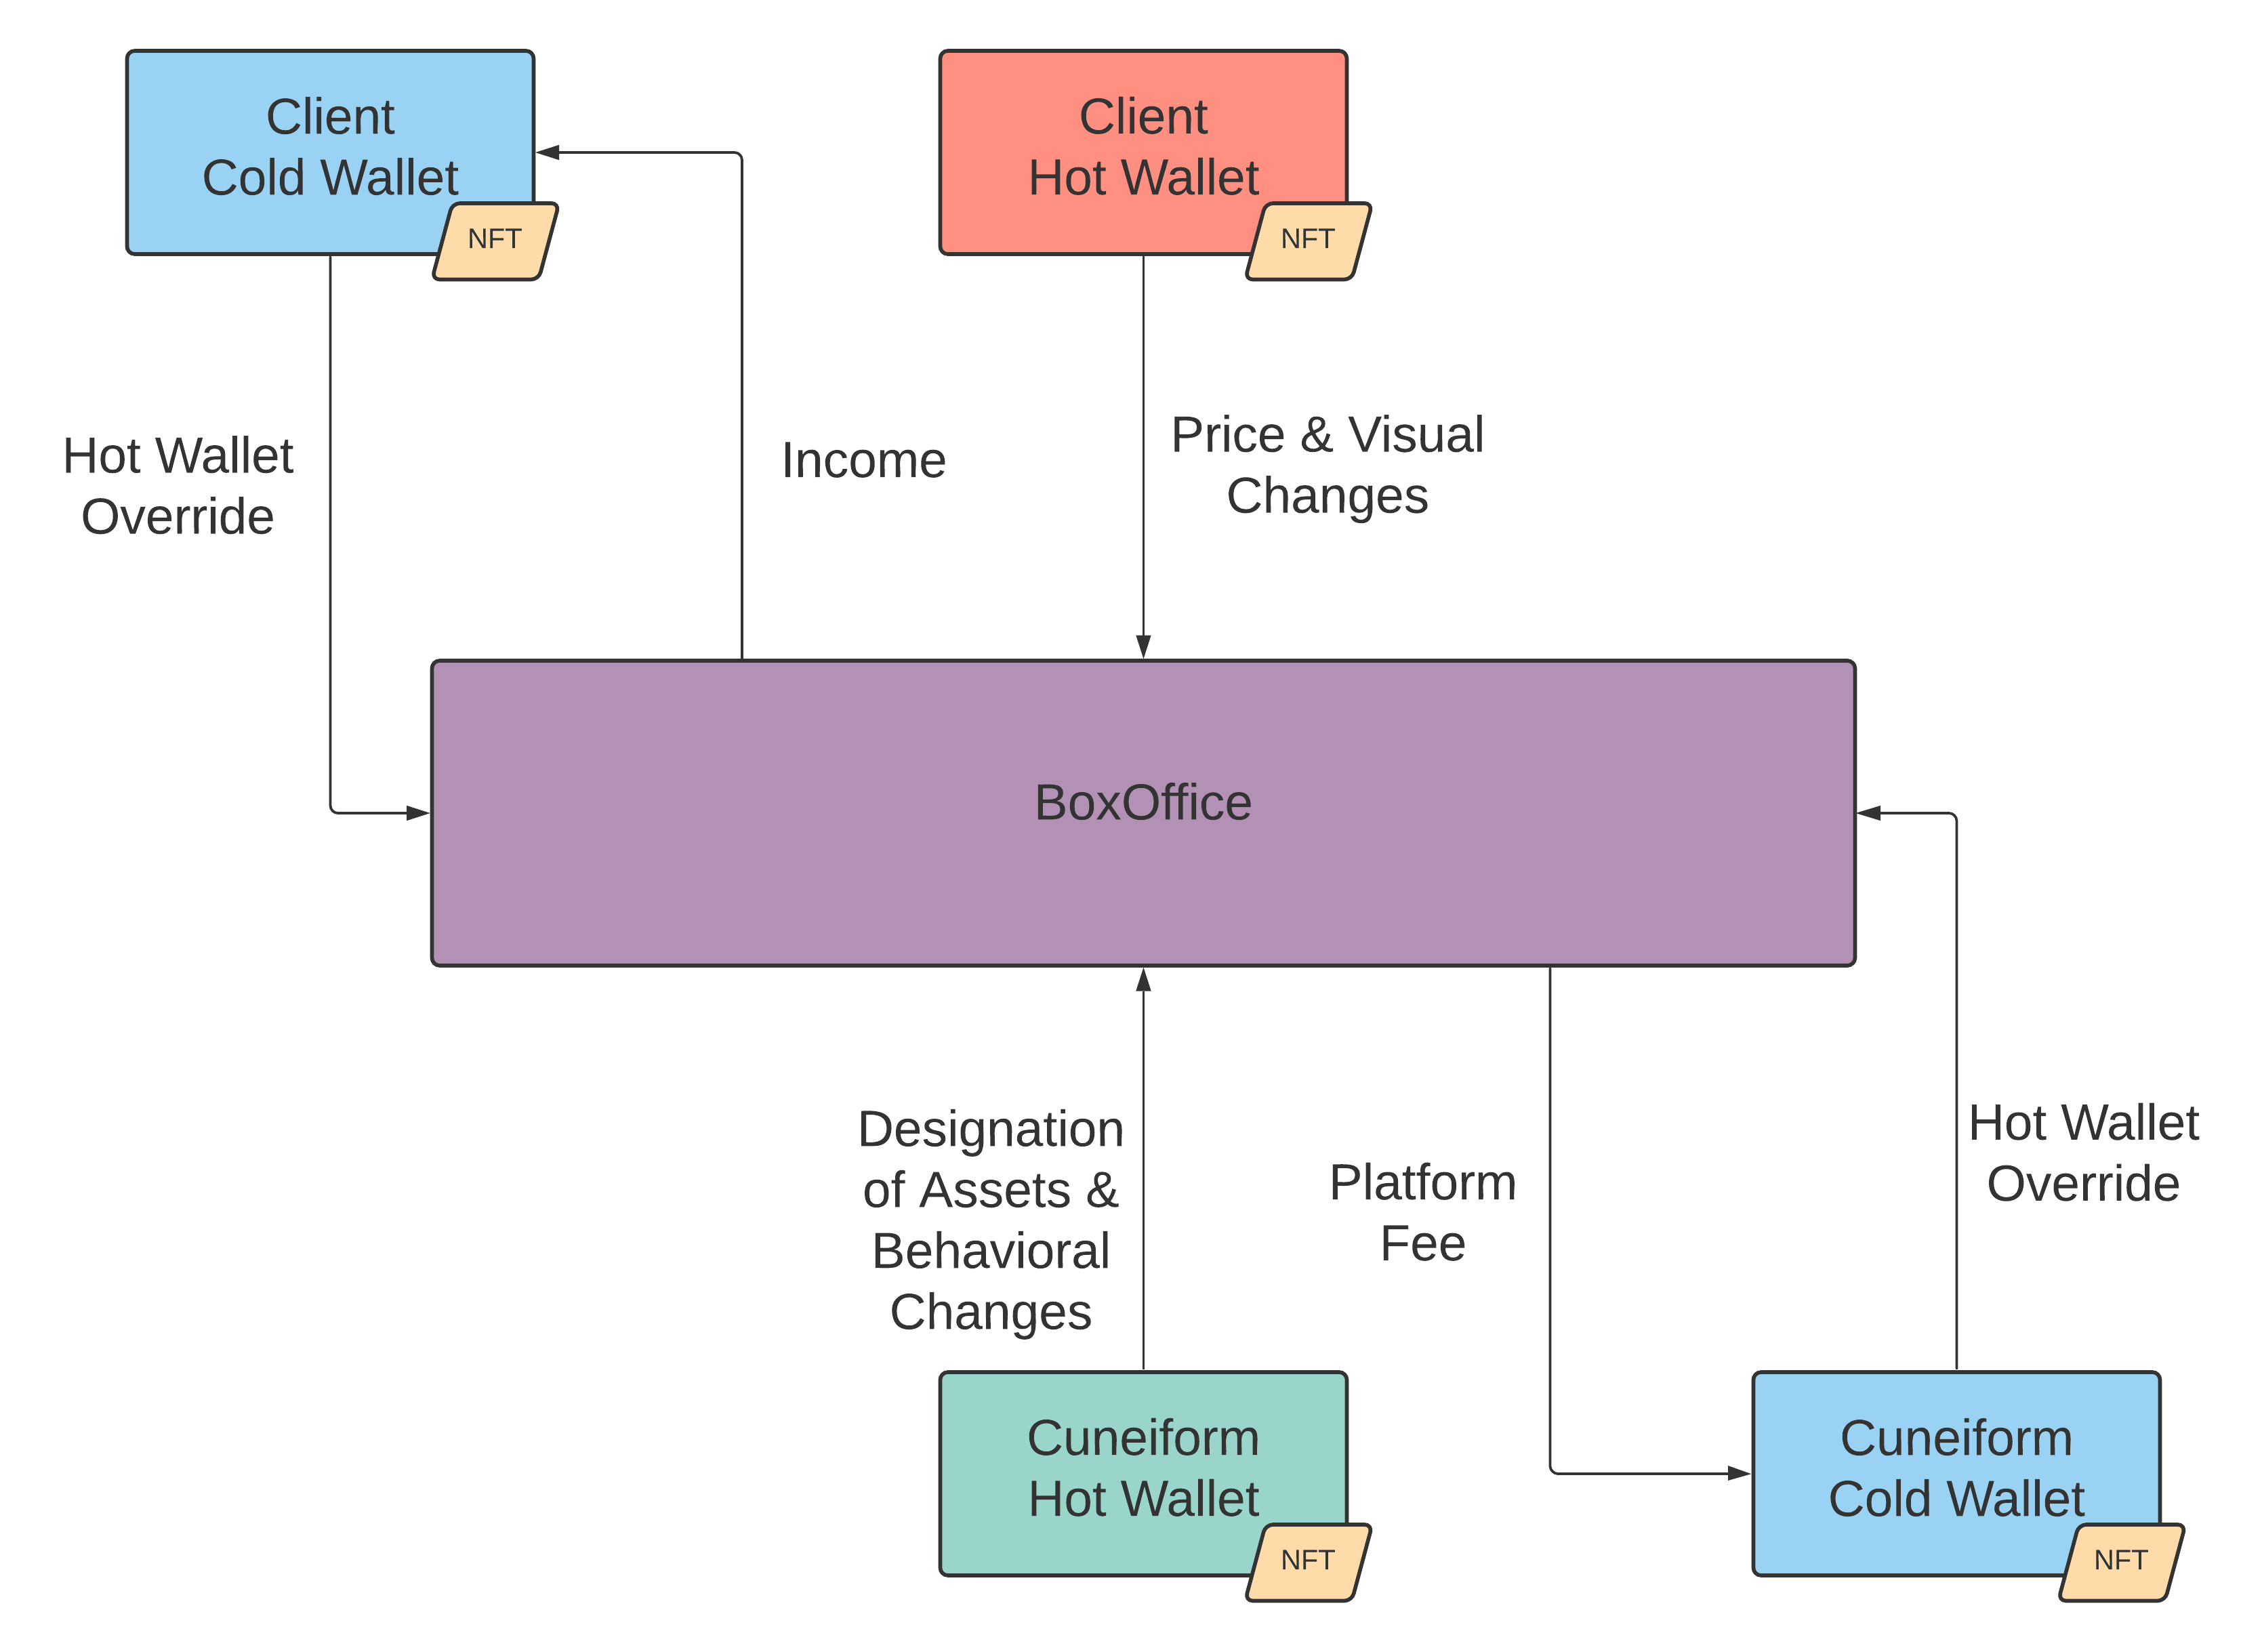 Client
Cold Wallet
NFT
Client
Hot Wallet
NFT
Hot Wallet
Override
Income
Price & Visual
Changes
BoxOffice
Designation
of Assets &
Behavioral
Changes
Platform
Fee
Hot Wallet
Override
Cuneiform
Hot Wallet
NFT
Cuneiform
Cold Wallet
NFT